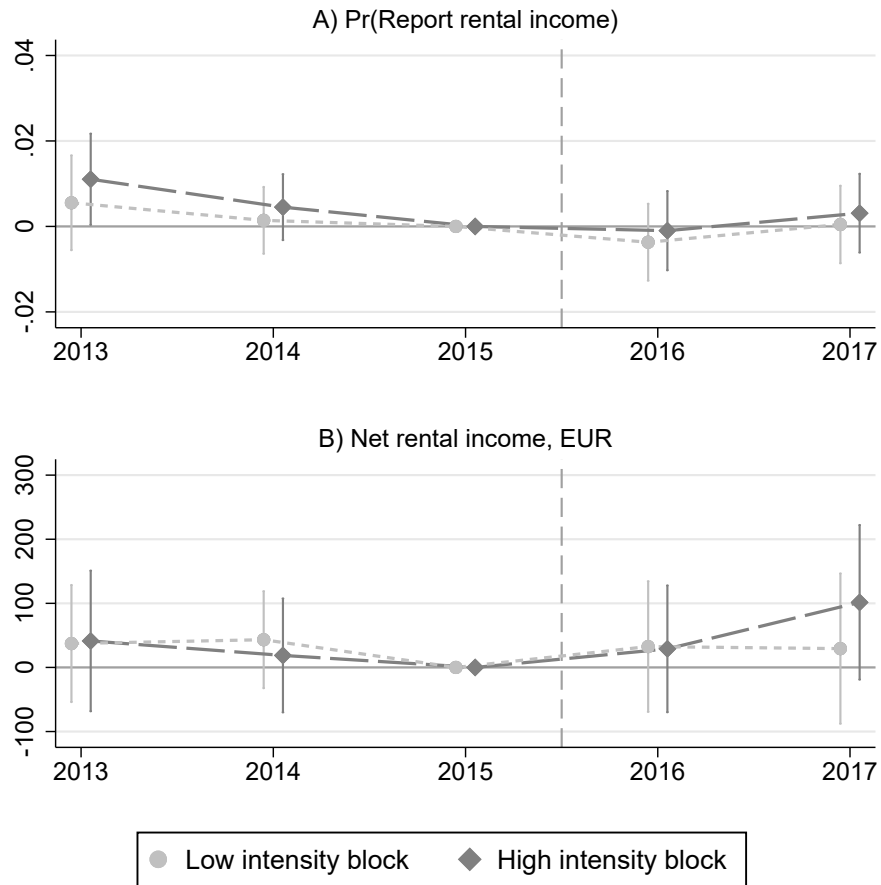 A) Pr(Report rental income)
.04
.02
0
-.02
2013 2014 2015 2016 2017
B) Net rental income, EUR
300
200
100
0
-100
2013 2014 2015 2016 2017
Low intensity block High intensity block